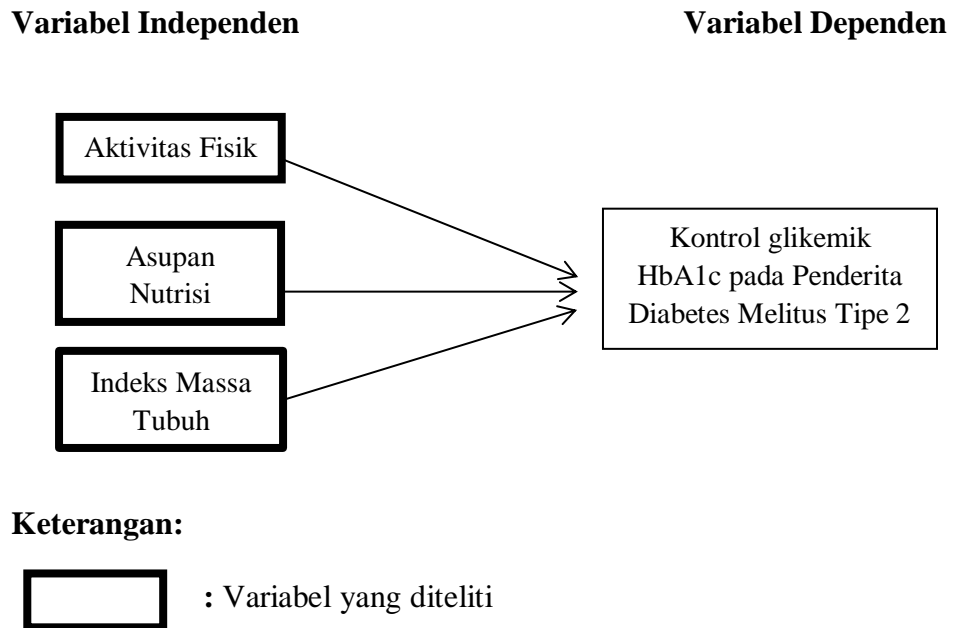 Variabel Independen
Variabel Dependen
Aktivitas Fisik
Asupan
Nutrisi
Indeks Massa
Tubuh
Kontrol glikemik
HbA1c pada Penderita
Diabetes Melitus Tipe 2
Keterangan:
: Variabel yang diteliti